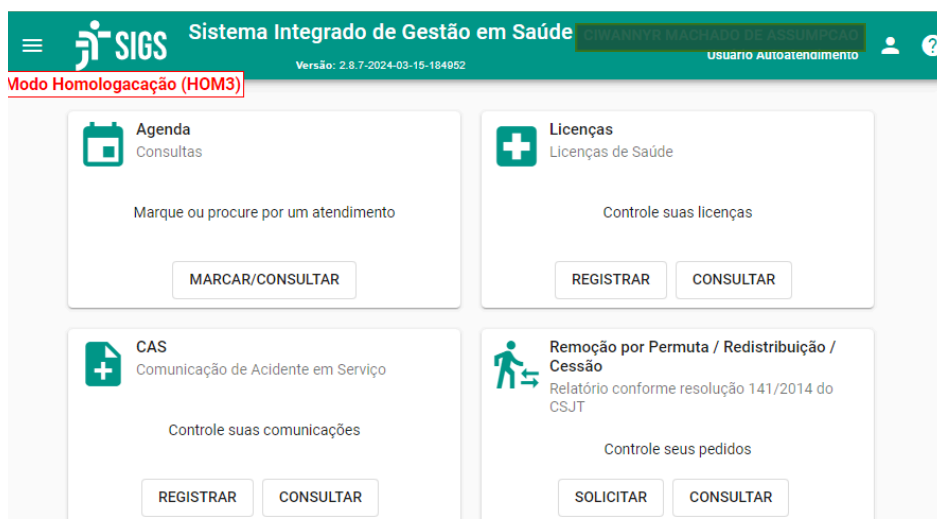 SIGS
Sistema Integrado de Gestão em Saúde
CIWANNYR MACHADO DE ASSUMPCAO
Versão: 2.8.7-2024-03-15-184952
Usuario Autoatendimento
?
Modo Homologacação (HOM3)
Agenda
Consultas
Marque ou procure por um atendimento
MARCAR/CONSULTAR
Licenças
Licenças de Saúde
Controle suas licenças
REGISTRAR CONSULTAR
CAS
Comunicação de Acidente em Serviço
Controle suas comunicações
REGISTRAR CONSULTAR
Remoção por Permuta / Redistribuição /
Cessão
Relatório conforme resolução 141/2014 do
CSJT
Controle seus pedidos
SOLICITAR CONSULTAR